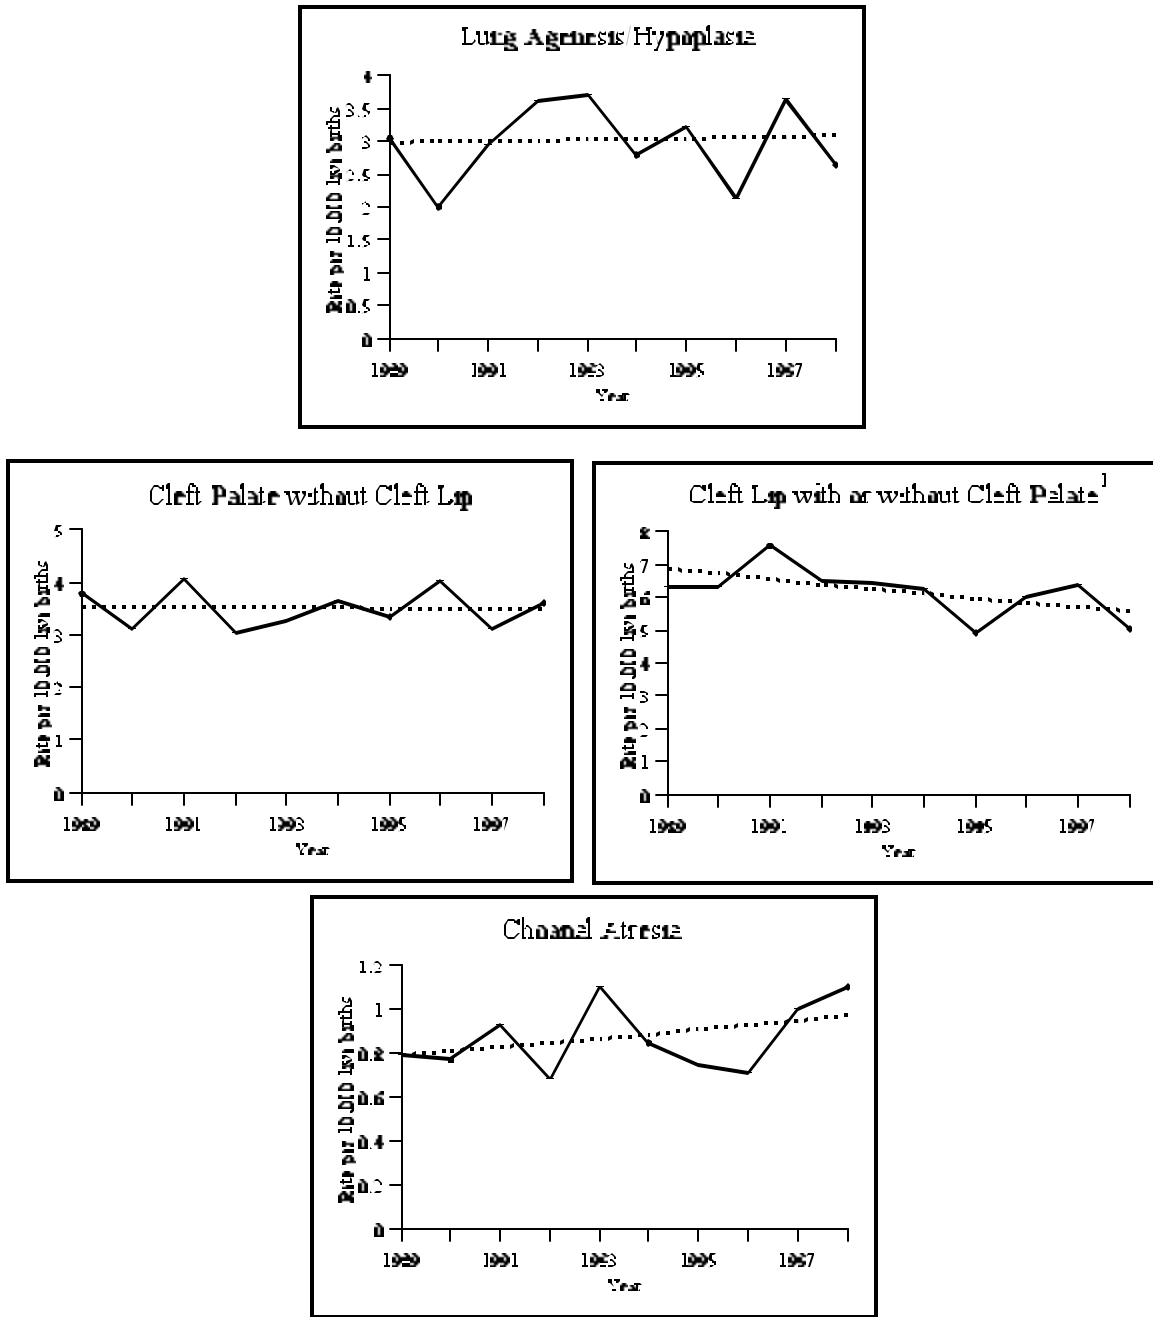 Lung Agenesis/Hypoplasia
Rate per 10,000 live births
4
3.5
3
2.5
2
1.5
1
0.5
0
1989 1991 1993 1995 1997
Year
Cleft Palate without Cleft Lip
Rate per 10,000 live births
5
4
3
2
1
0
1989 1991 1993 1995 1997
Year
Cleft Lip with or without Cleft Palate1
Rate per 10,000 live births
8
7
6
5
4
3
2
1
0
1989 1991 1993 1995 1997
Year
Choanal Atresia
Rate per 10,000 live births
1.2
1
0.8
0.6
0.4
0.2
0
1989 1991 1993 1995 1997
Year